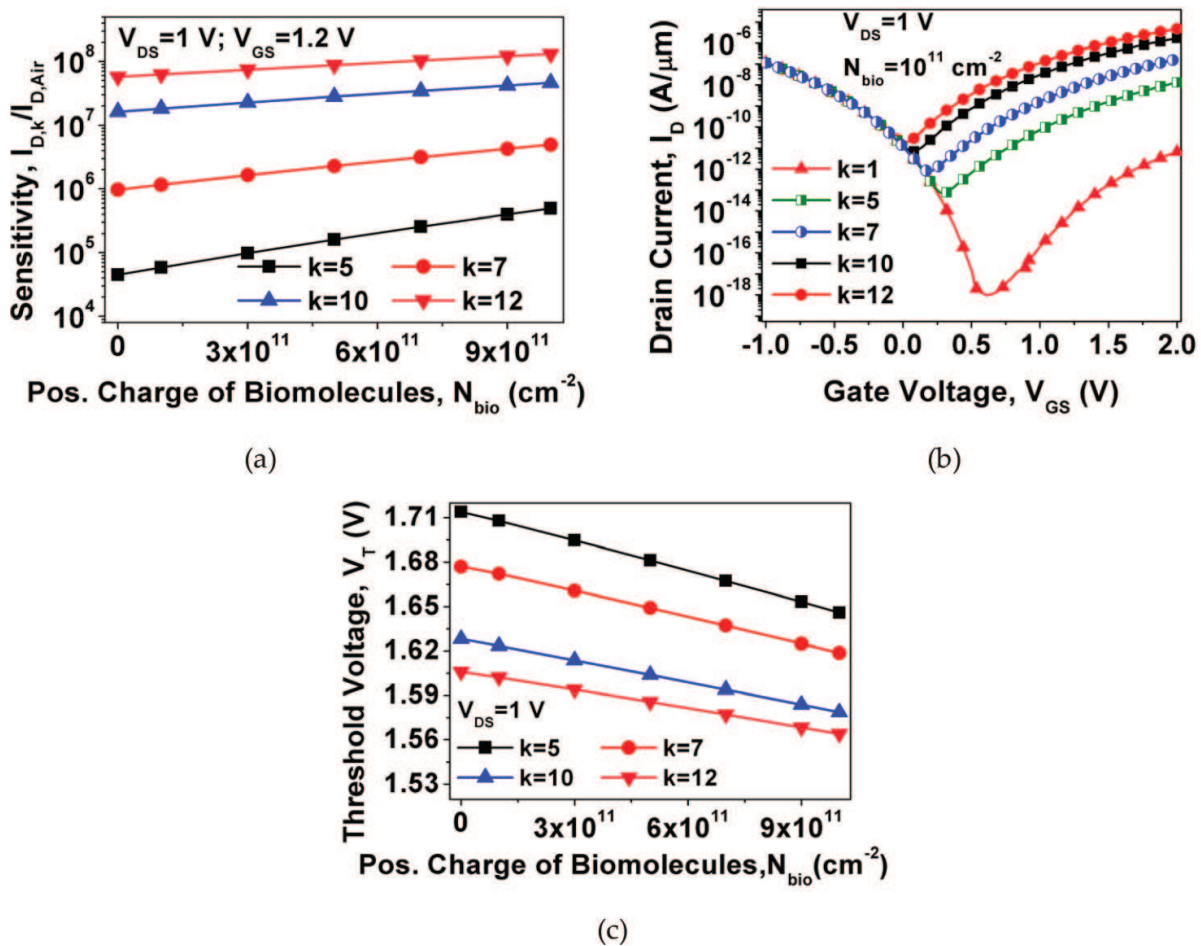 V_DS=1 V; V_GS=1.2 V
10^8
10^7
10^6
10^5
10^4
Sensitivity, I_D,k/I_D,Air
k=5 k=7
k=10 k=12
0 3x10^11 6x10^11 9x10^11
Pos. Charge of Biomolecules, N_bio (cm^-2)
(a)
V_DS=1 V
N_bio=10^11 cm^-2
10^-6
10^-8
10^-10
10^-12
10^-14
10^-16
10^-18
Drain Current, I_D (A/μm)
k=1
k=5
k=7
k=10
k=12
-1.0 -0.5 0.0 0.5 1.0 1.5 2.0
Gate Voltage, V_GS (V)
(b)
1.71
1.68
1.65
1.62
1.59
1.56
1.53
Threshold Voltage, V_T (V)
V_DS=1 V
k=5 k=7
k=10 k=12
0 3x10^11 6x10^11 9x10^11
Pos. Charge of Biomolecules,N_bio(cm^-2)
(c)